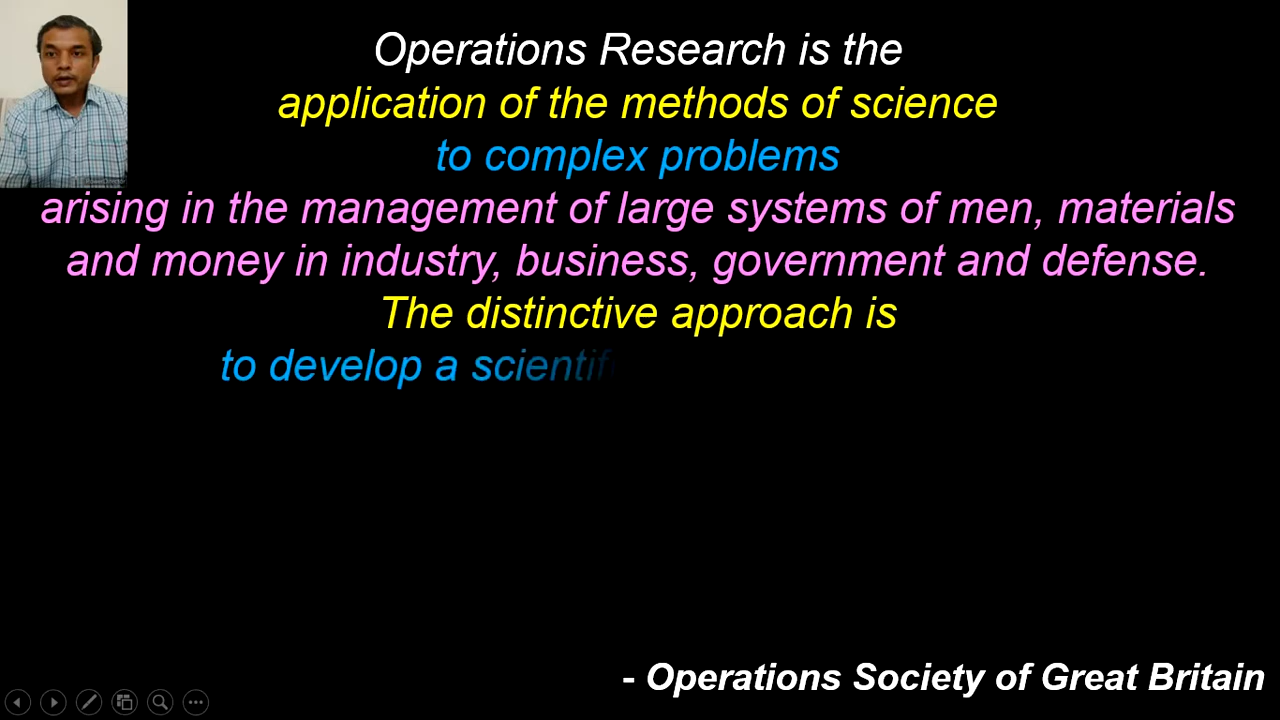 Operations Research is the
application of the methods of science
to complex problems
arising in the management of large systems of men, materials
and money in industry, business, government and defense.
The distinctive approach is
to develop a
- Operations Society of Great Britain